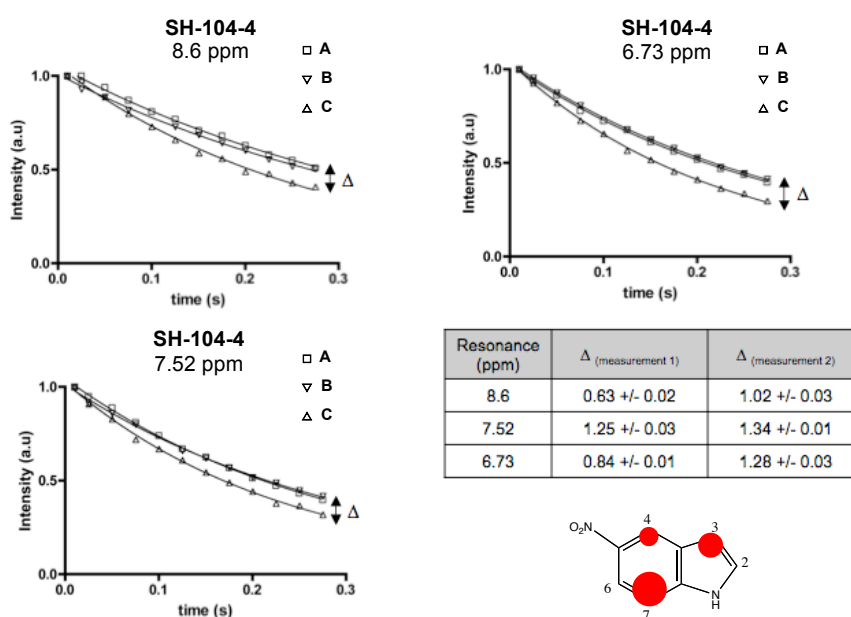 SH-104-4
8.6 ppm
A
B
C
1.0
0.5
0.0
Intensity (a.u)
0.0 0.1 0.2 0.3
time (s)
Δ
SH-104-4
6.73 ppm
A
B
C
1.0
0.5
0.0
Intensity (a.u)
0.0 0.1 0.2 0.3
time (s)
Δ
SH-104-4
7.52 ppm
A
B
C
1.0
0.5
0.0
Intensity (a.u)
0.0 0.1 0.2 0.3
time (s)
Δ
Resonance (ppm) Δ (measurement 1) Δ (measurement 2)
8.6 0.63 +/- 0.02 1.02 +/- 0.03
7.52 1.25 +/- 0.03 1.34 +/- 0.01
6.73 0.84 +/- 0.01 1.28 +/- 0.03
O₂N
4
3
2
6
7
N
H